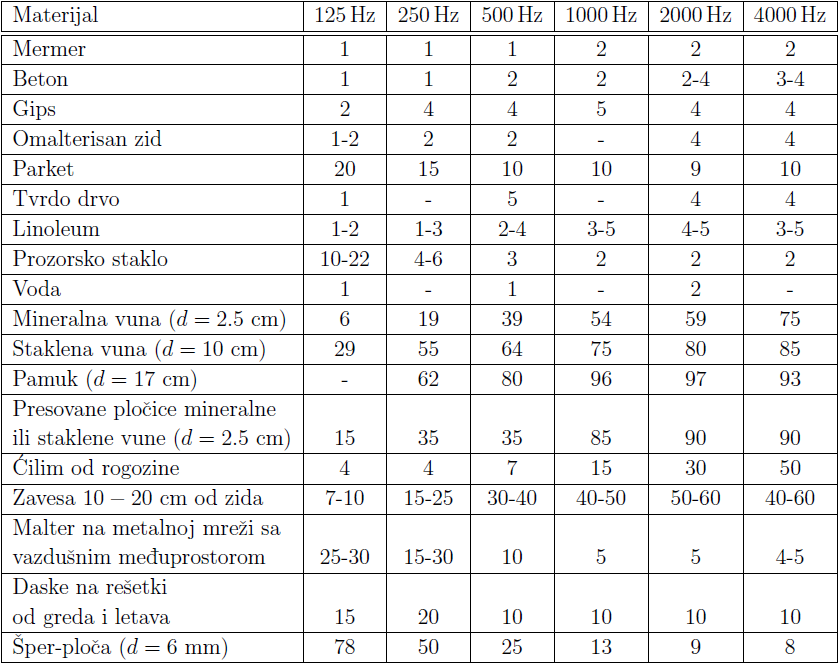 Materijal 125 Hz 250 Hz 500 Hz 1000 Hz 2000 Hz 4000 Hz
Mermer 1 1 1 2 2 2
Beton 1 1 2 2 2-4 3-4
Gips 2 4 4 5 4 4
Omalterisan zid 1-2 2 2 - 4 4
Parket 20 15 10 10 9 10
Tvrdo drvo 1 - 5 - 4 4
Linoleum 1-2 1-3 2-4 3-5 4-5 3-5
Prozorsko staklo 10-22 4-6 3 2 2 2
Voda 1 - 1 - 2 -
Mineralna vuna (d = 2.5 cm) 6 19 39 54 59 75
Staklena vuna (d = 10 cm) 29 55 64 75 80 85
Pamuk (d = 17 cm) - 62 80 96 97 93
Presovane pločice mineralne
ili staklene vune (d = 2.5 cm) 15 35 35 85 90 90
Ćilim od rogozine 4 4 7 15 30 50
Zavesa 10 − 20 cm od zida 7-10 15-25 30-40 40-50 50-60 40-60
Malter na metalnoj mreži sa
vazdušnim međuprostorom 25-30 15-30 10 5 5 4-5
Daske na rešetki
od greda i letava 15 20 10 10 10 10
Šper-ploča (d = 6 mm) 78 50 25 13 9 8